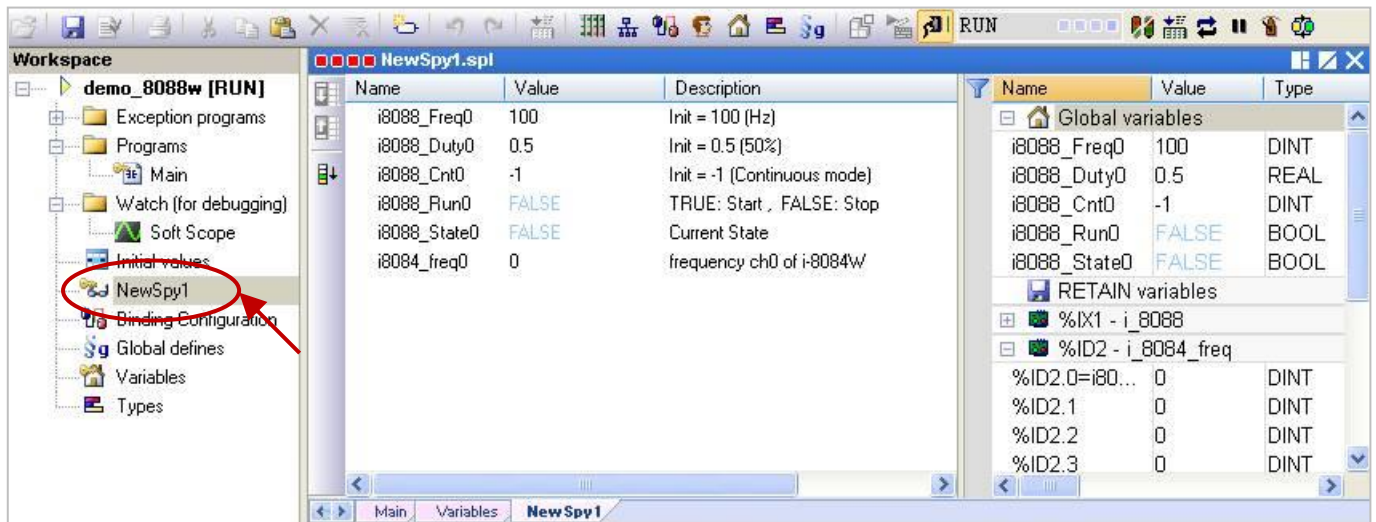 RUN
Workspace
demo_8088w [RUN]
Exception programs
Programs
Main
Watch (for debugging)
Soft Scope
Initial values
NewSpy1
Binding Configuration
Global defines
Variables
Types
NewSpy1.spl
Name Value Description
i8088_Freq0 100 Init = 100 (Hz)
i8088_Duty0 0.5 Init = 0.5 (50%)
i8088_Cnt0 -1 Init = -1 (Continuous mode)
i8088_Run0 FALSE TRUE: Start , FALSE: Stop
i8088_State0 FALSE Current State
i8084_freq0 0 frequency ch0 of i-8084W
Main Variables NewSpy1
Name Value Type
Global variables
i8088_Freq0 100 DINT
i8088_Duty0 0.5 REAL
i8088_Cnt0 -1 DINT
i8088_Run0 FALSE BOOL
i8088_State0 FALSE BOOL
RETAIN variables
%IX1 - i_8088
%ID2 - i_8084_freq
%ID2.0=i80... 0 DINT
%ID2.1 0 DINT
%ID2.2 0 DINT
%ID2.3 0 DINT